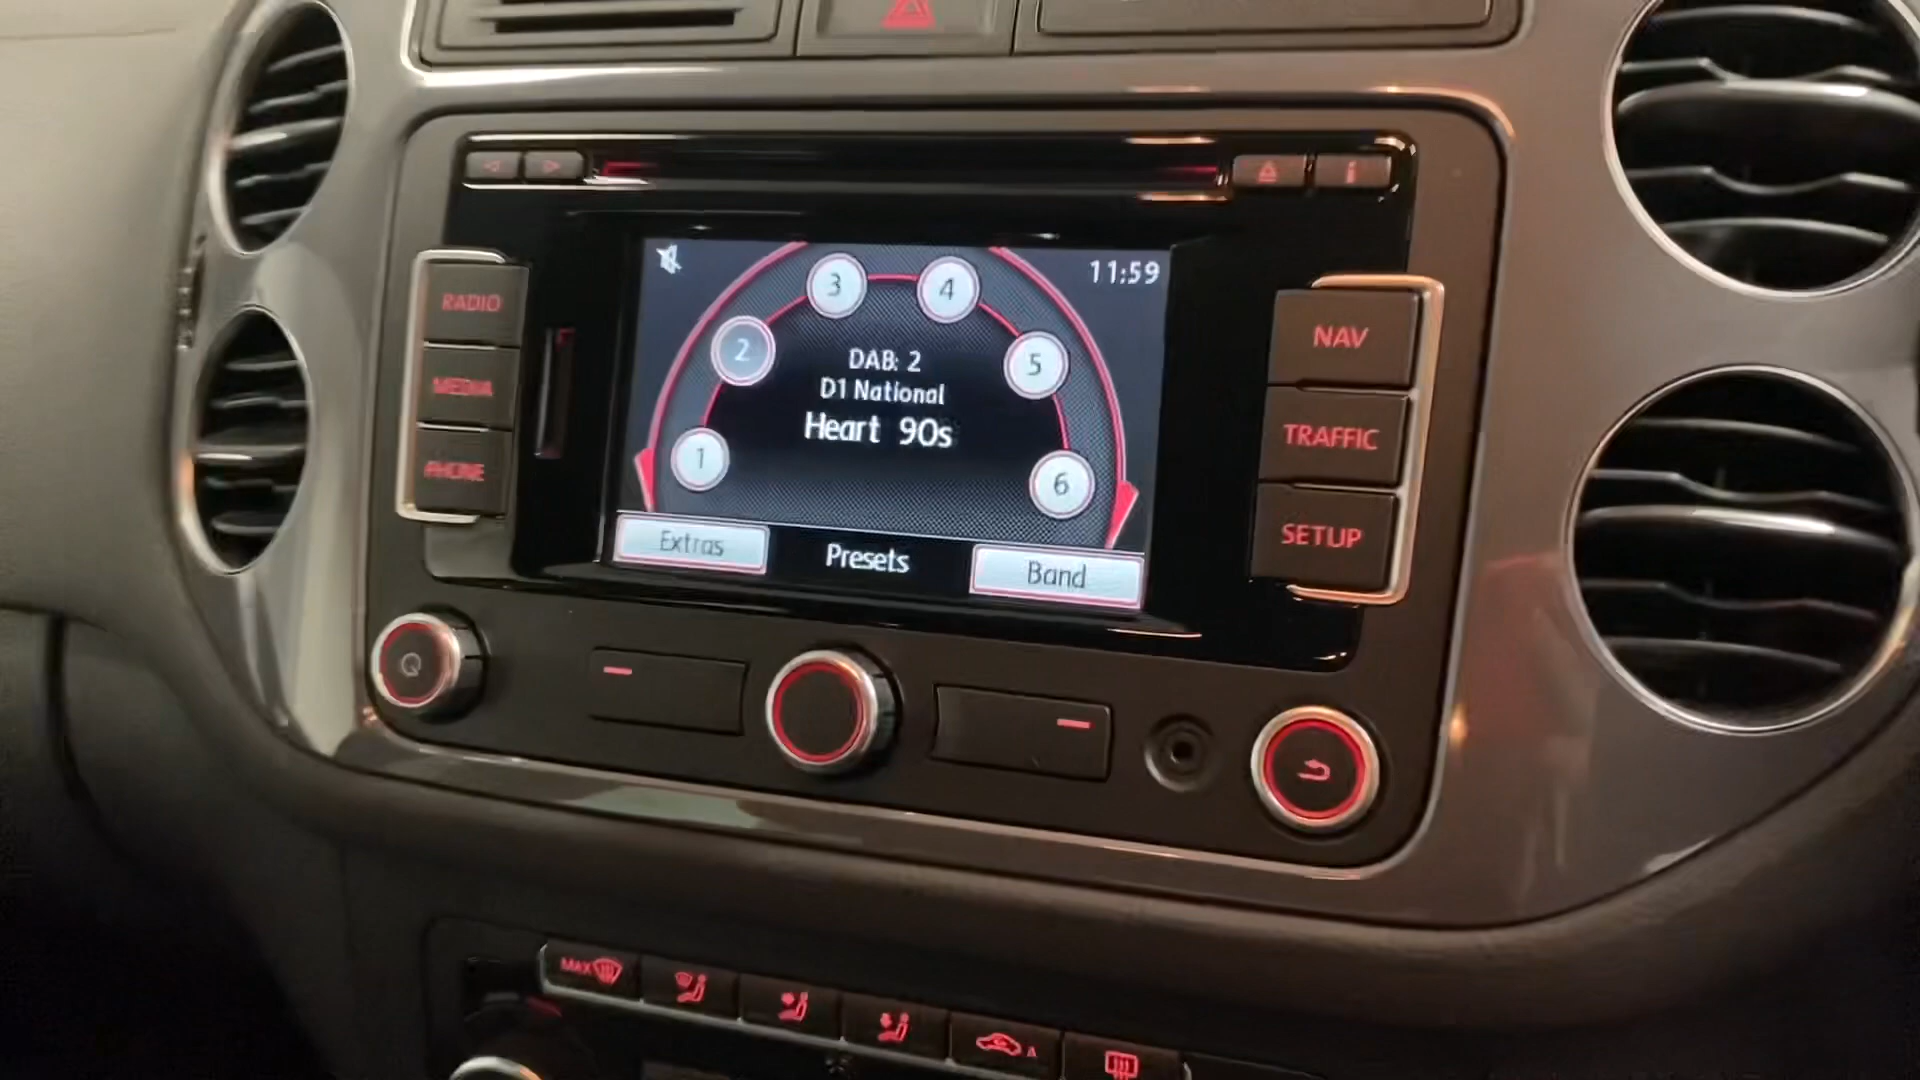 RADIO
MEDIA
PHONE
11:59
3
4
2
5
1
6
DAB: 2
D1 National
Heart 90s
Extras
Presets
Band
NAV
TRAFFIC
SETUP
i
MAX
A